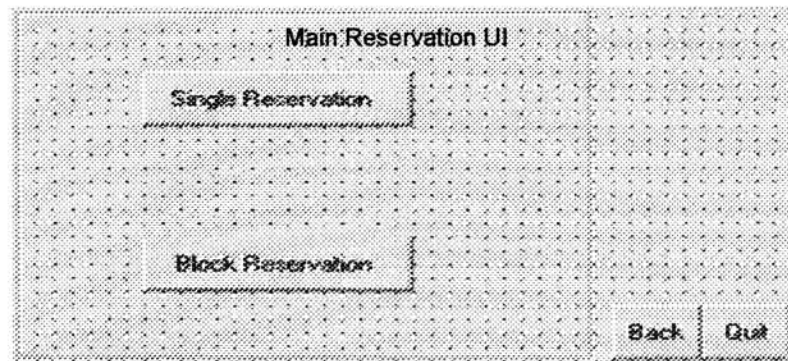 Main Reservation UI
Single Reservation
Block Reservation
Back Quit